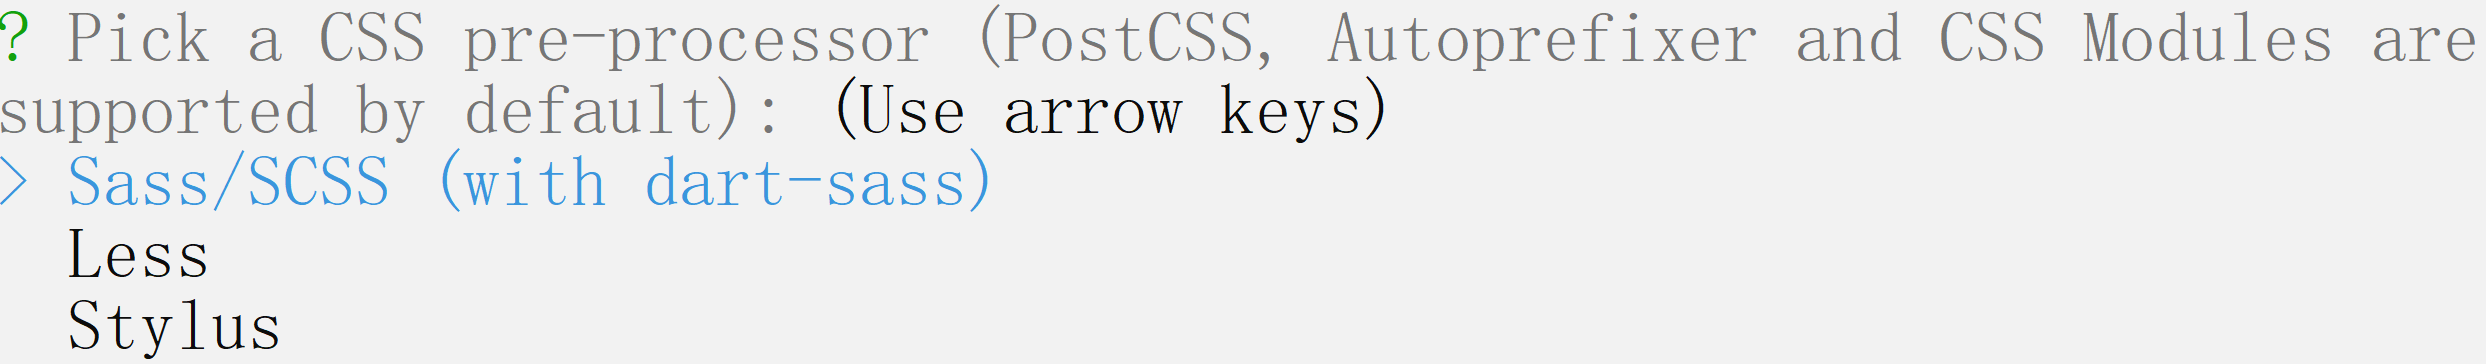 ? Pick a CSS pre-processor (PostCSS, Autoprefixer and CSS Modules are
supported by default): (Use arrow keys)
> Sass/SCSS (with dart-sass)
Less
Stylus